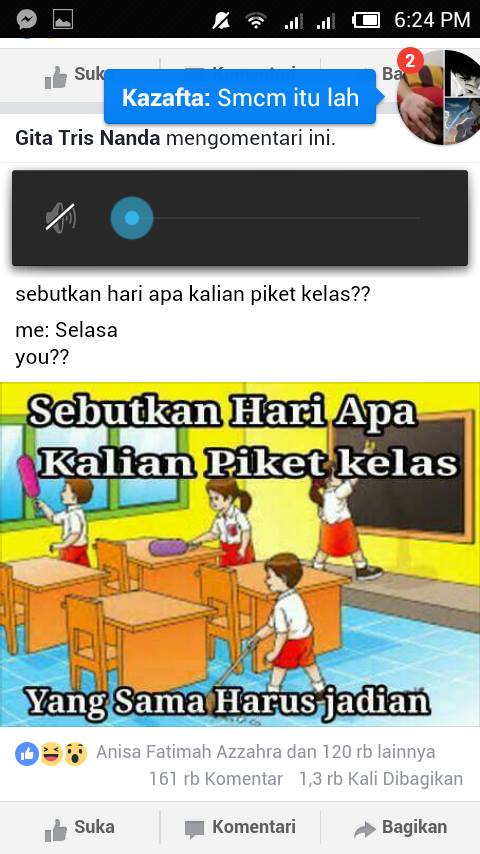 6:24 PM
Suk
Ba
2
Kazafta: Smcm itu lah
Gita Tris Nanda mengomentari ini.
sebutkan hari apa kalian piket kelas??
me: Selasa
you??
Sebutkan Hari Apa
Kalian Piket kelas
Yang Sama Harus jadian
Anisa Fatimah Azzahra dan 120 rb lainnya
161 rb Komentar 1,3 rb Kali Dibagikan
Suka Komentari Bagikan